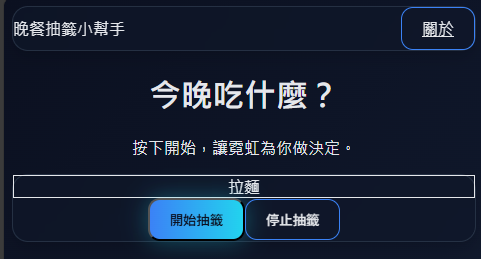 晚餐抽籤小幫手
關於
今晚吃什麼？
按下開始，讓霓虹為你做決定。
拉麵
開始抽籤
停止抽籤